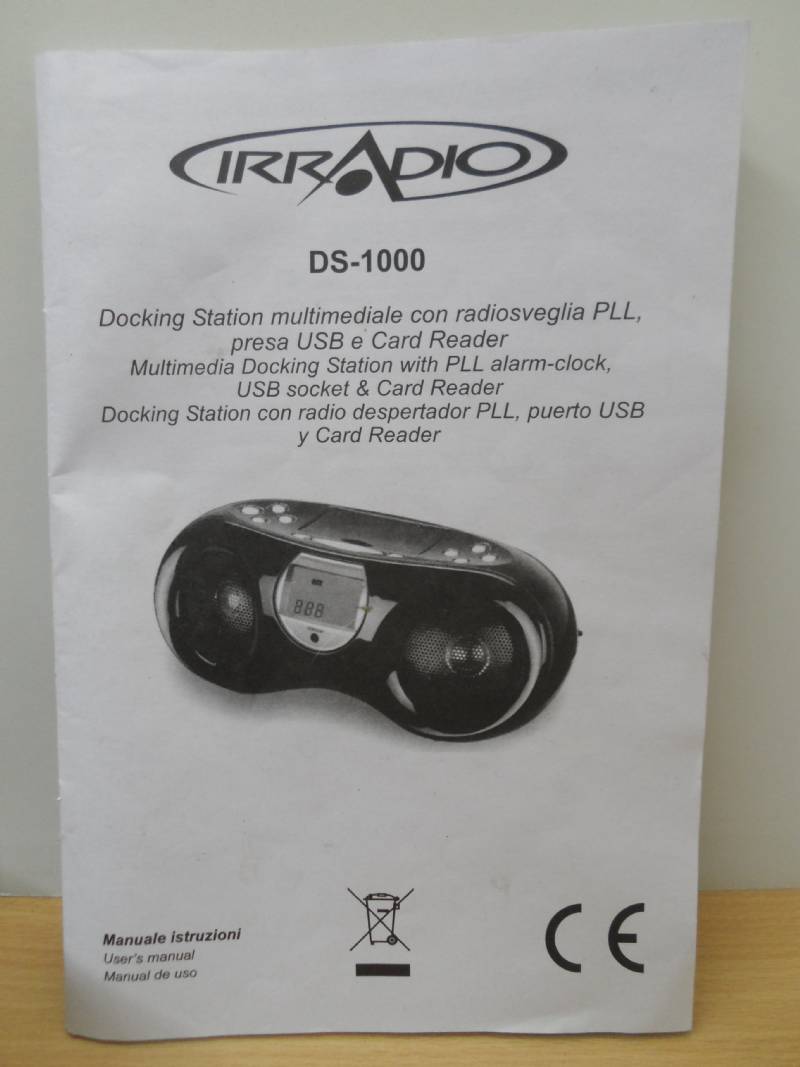 IRRADIO
DS-1000
Docking Station multimediale con radiosveglia PLL,
presa USB e Card Reader
Multimedia Docking Station with PLL alarm-clock,
USB socket & Card Reader
Docking Station con radio despertador PLL, puerto USB
y Card Reader
888
Manuale istruzioni
User's manual
Manual de uso
CE